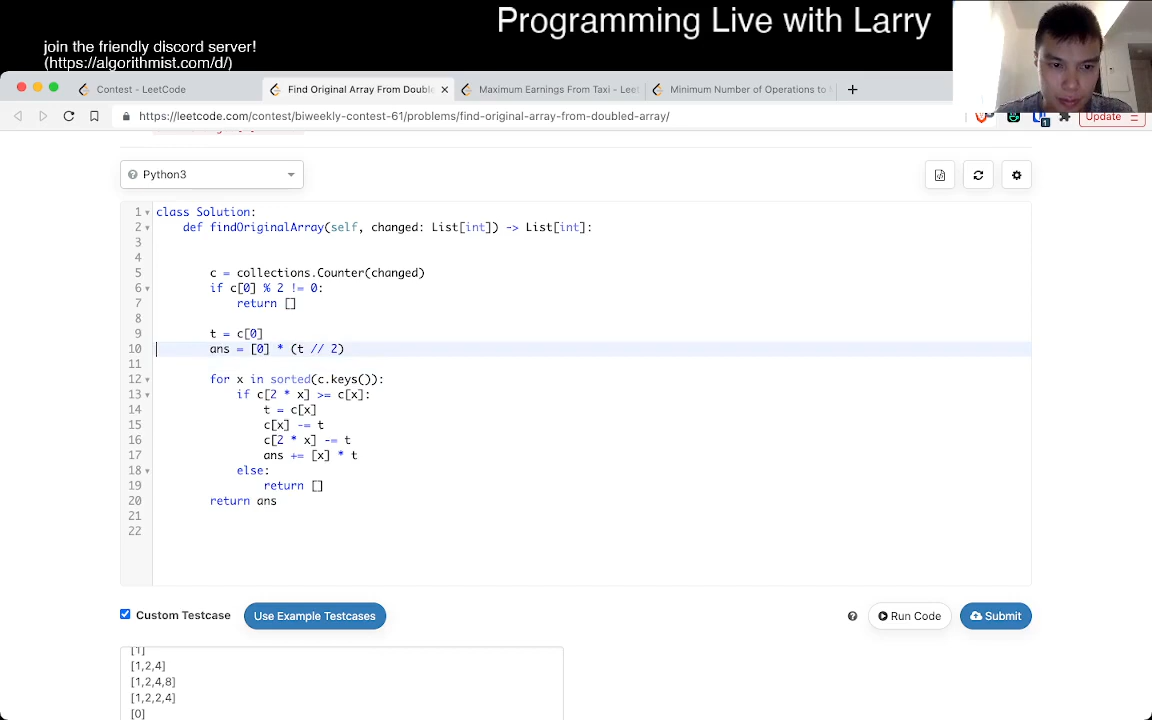 Programming Live with Larry
join the friendly discord server!
(https://algorithmist.com/d/)
Contest - LeetCode
Find Original Array From Double
Maximum Earnings From Taxi - Leet
Minimum Number of Operations to
https://leetcode.com/contest/biweekly-contest-61/problems/find-original-array-from-doubled-array/
1
Update
Python3
1 class Solution:
2 def findOriginalArray(self, changed: List[int]) -> List[int]:
3
4
5 c = collections.Counter(changed)
6 if c[0] % 2 != 0:
7 return []
8
9 t = c[0]
10 ans = [0] * (t // 2)
11
12 for x in sorted(c.keys()):
13 if c[2 * x] >= c[x]:
14 t = c[x]
15 c[x] -= t
16 c[2 * x] -= t
17 ans += [x] * t
18 else:
19 return []
20 return ans
21
22
Custom Testcase
Use Example Testcases
Run Code
Submit
[1]
[1,2,4]
[1,2,4,8]
[1,2,2,4]
[0]